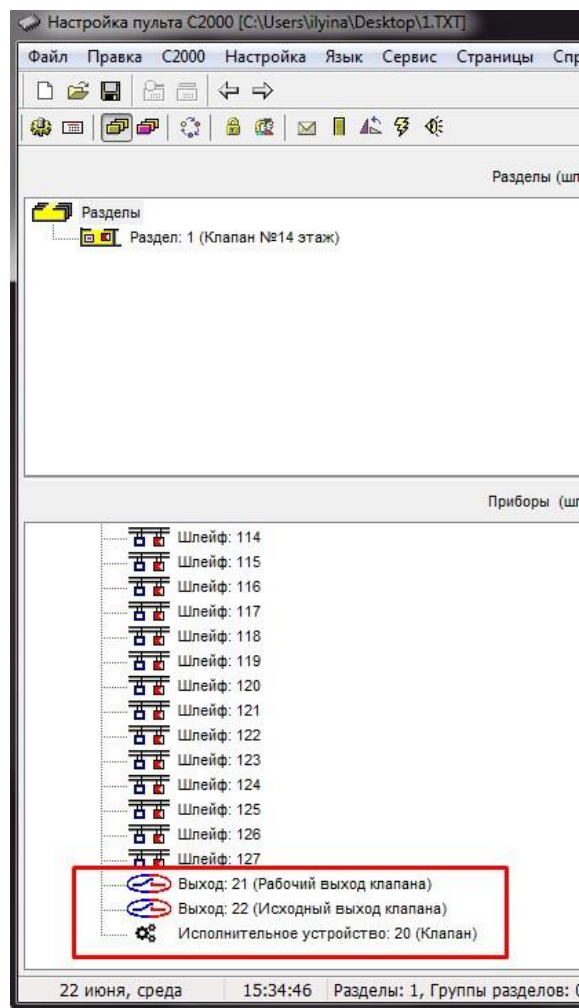 Настройка пульта С2000 [C:\Users\ilyina\Desktop\1.TXT]
Файл Правка С2000 Настройка Язык Сервис Страницы Спр
Разделы (шл
Разделы
Раздел: 1 (Клапан №14 этаж)
Приборы (шл
Шлейф: 114
Шлейф: 115
Шлейф: 116
Шлейф: 117
Шлейф: 118
Шлейф: 119
Шлейф: 120
Шлейф: 121
Шлейф: 122
Шлейф: 123
Шлейф: 124
Шлейф: 125
Шлейф: 126
Шлейф: 127
Выход: 21 (Рабочий выход клапана)
Выход: 22 (Исходный выход клапана)
Исполнительное устройство: 20 (Клапан)
22 июня, среда 15:34:46 Разделы: 1, Группы разделов: